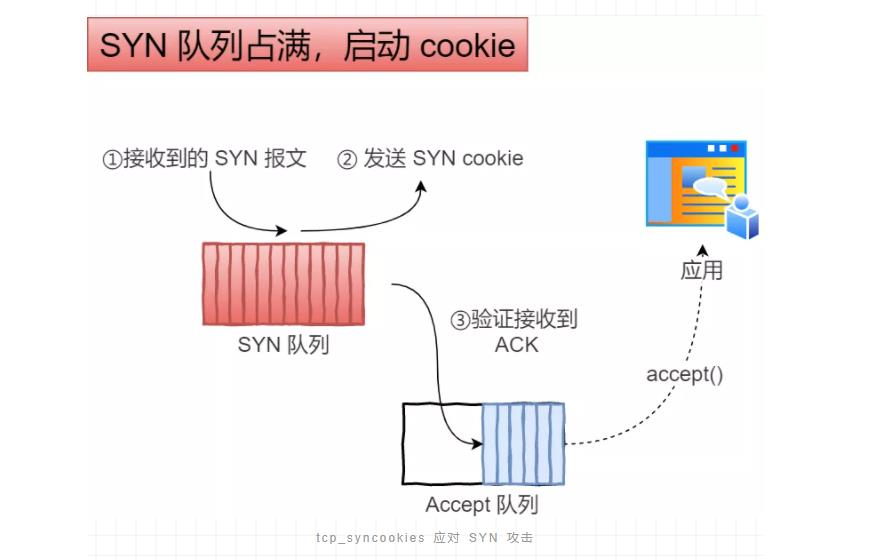 SYN 队列占满，启动 cookie
①接收到的 SYN 报文
② 发送 SYN cookie
应用
③验证接收到
ACK
SYN 队列
accept()
Accept 队列
tcp_syncookies 应对 SYN 攻击